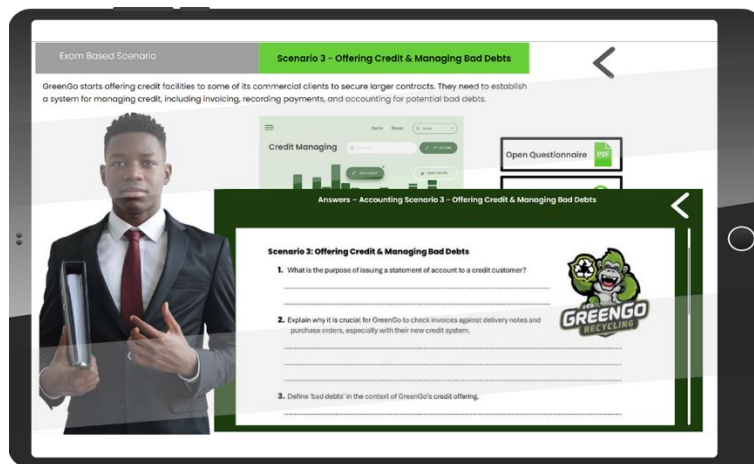 Exam Based Scenario
Scenario 3 - Offering Credit & Managing Bad Debts
GreenGo starts offering credit facilities to some of its commercial clients to secure larger contracts. They need to establish
a system for managing credit, including invoicing, recording payments, and accounting for potential bad debts.
Credit Managing
Open Questionnaire
PDF
Answers – Accounting Scenario 3 - Offering Credit & Managing Bad Debts
Scenario 3: Offering Credit & Managing Bad Debts
1. What is the purpose of issuing a statement of account to a credit customer?
2. Explain why it is crucial for GreenGo to check invoices against delivery notes and
purchase orders, especially with their new credit system.
3. Define 'bad debts' in the context of GreenGo's credit offering.
GREENGO
RECYCLING